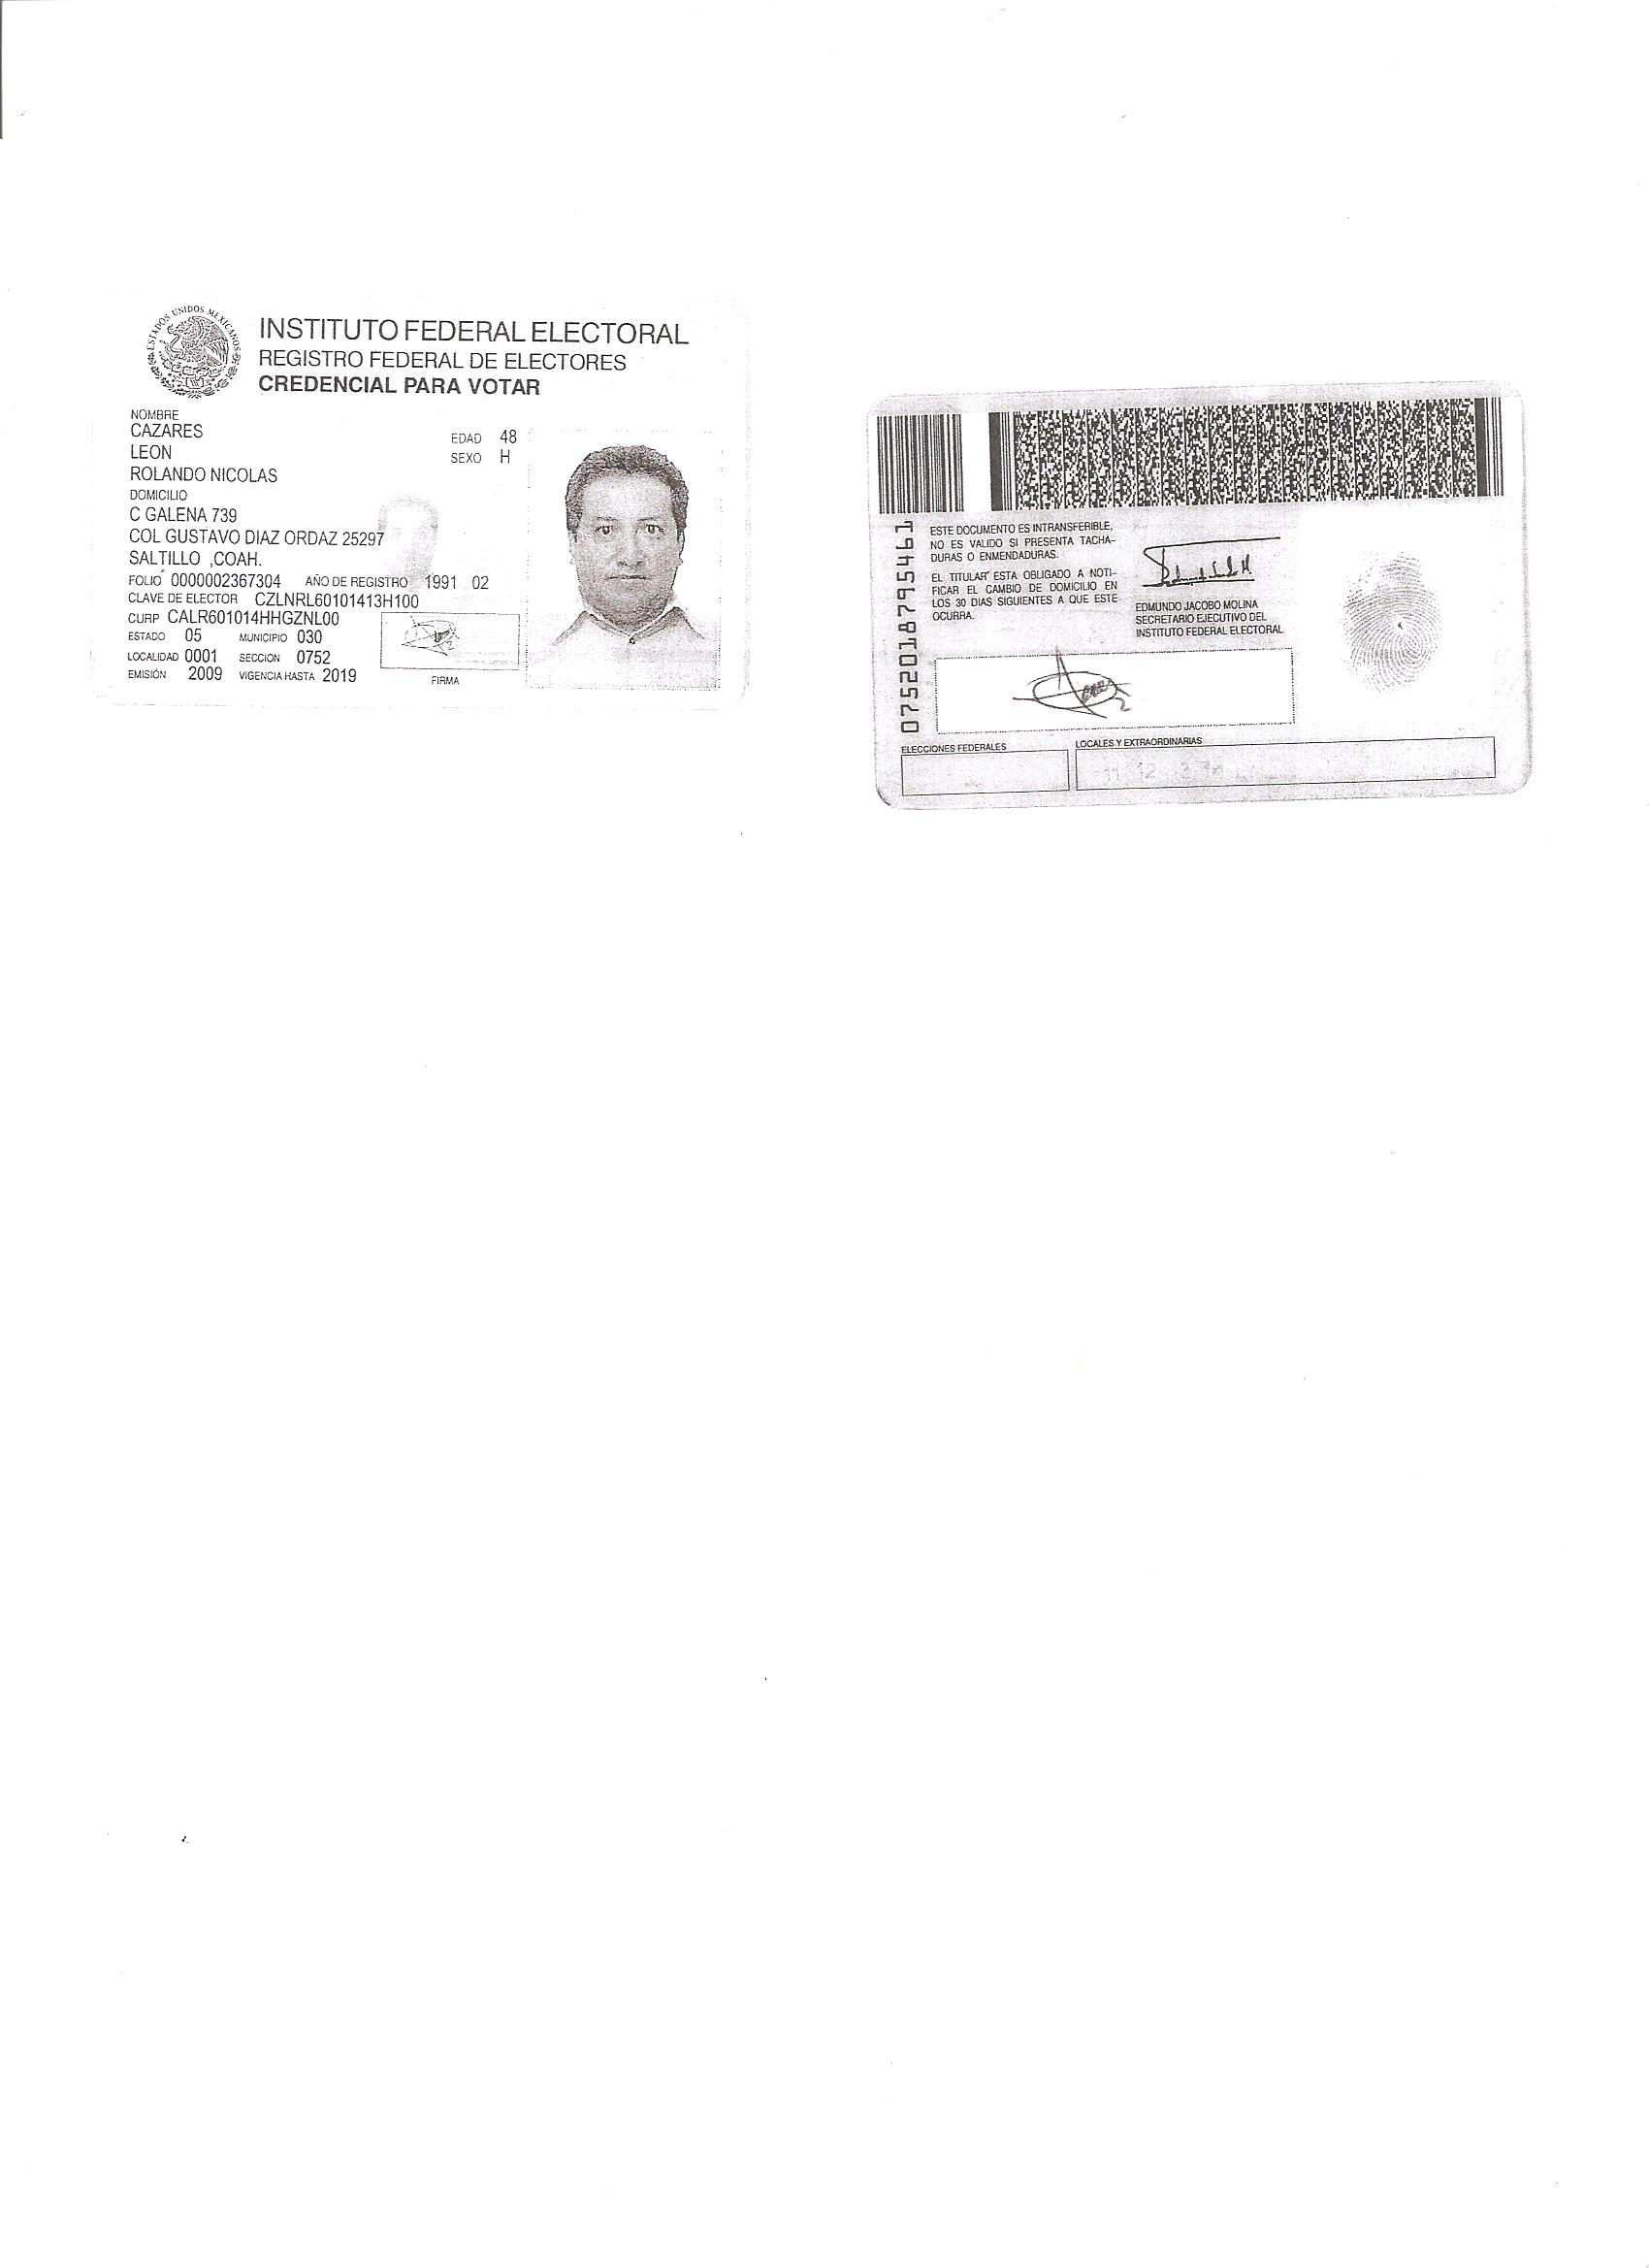 ESTADOS UNIDOS MEXICANOS
INSTITUTO FEDERAL ELECTORAL
REGISTRO FEDERAL DE ELECTORES
CREDENCIAL PARA VOTAR
NOMBRE
CAZARES
LEON
ROLANDO NICOLAS
EDAD 48
SEXO H
DOMICILIO
C GALENA 739
COL GUSTAVO DIAZ ORDAZ 25297
SALTILLO ,COAH.
FOLIO 0000002367304 AÑO DE REGISTRO 1991 02
CLAVE DE ELECTOR CZLNRL60101413H100
CURP CALR601014HHGZNL00
ESTADO 05 MUNICIPIO 030
LOCALIDAD 0001 SECCION 0752
EMISIÓN 2009 VIGENCIA HASTA 2019
FIRMA
0752018795461
ESTE DOCUMENTO ES INTRANSFERIBLE,
NO ES VALIDO SI PRESENTA TACHA-
DURAS O ENMENDADURAS.
EL TITULAR ESTA OBLIGADO A NOTI-
FICAR EL CAMBIO DE DOMICILIO EN
LOS 30 DIAS SIGUIENTES A QUE ESTE
OCURRA.
EDMUNDO JACOBO MOLINA
SECRETARIO EJECUTIVO DEL
INSTITUTO FEDERAL ELECTORAL
ELECCIONES FEDERALES
LOCALES Y EXTRAORDINARIAS